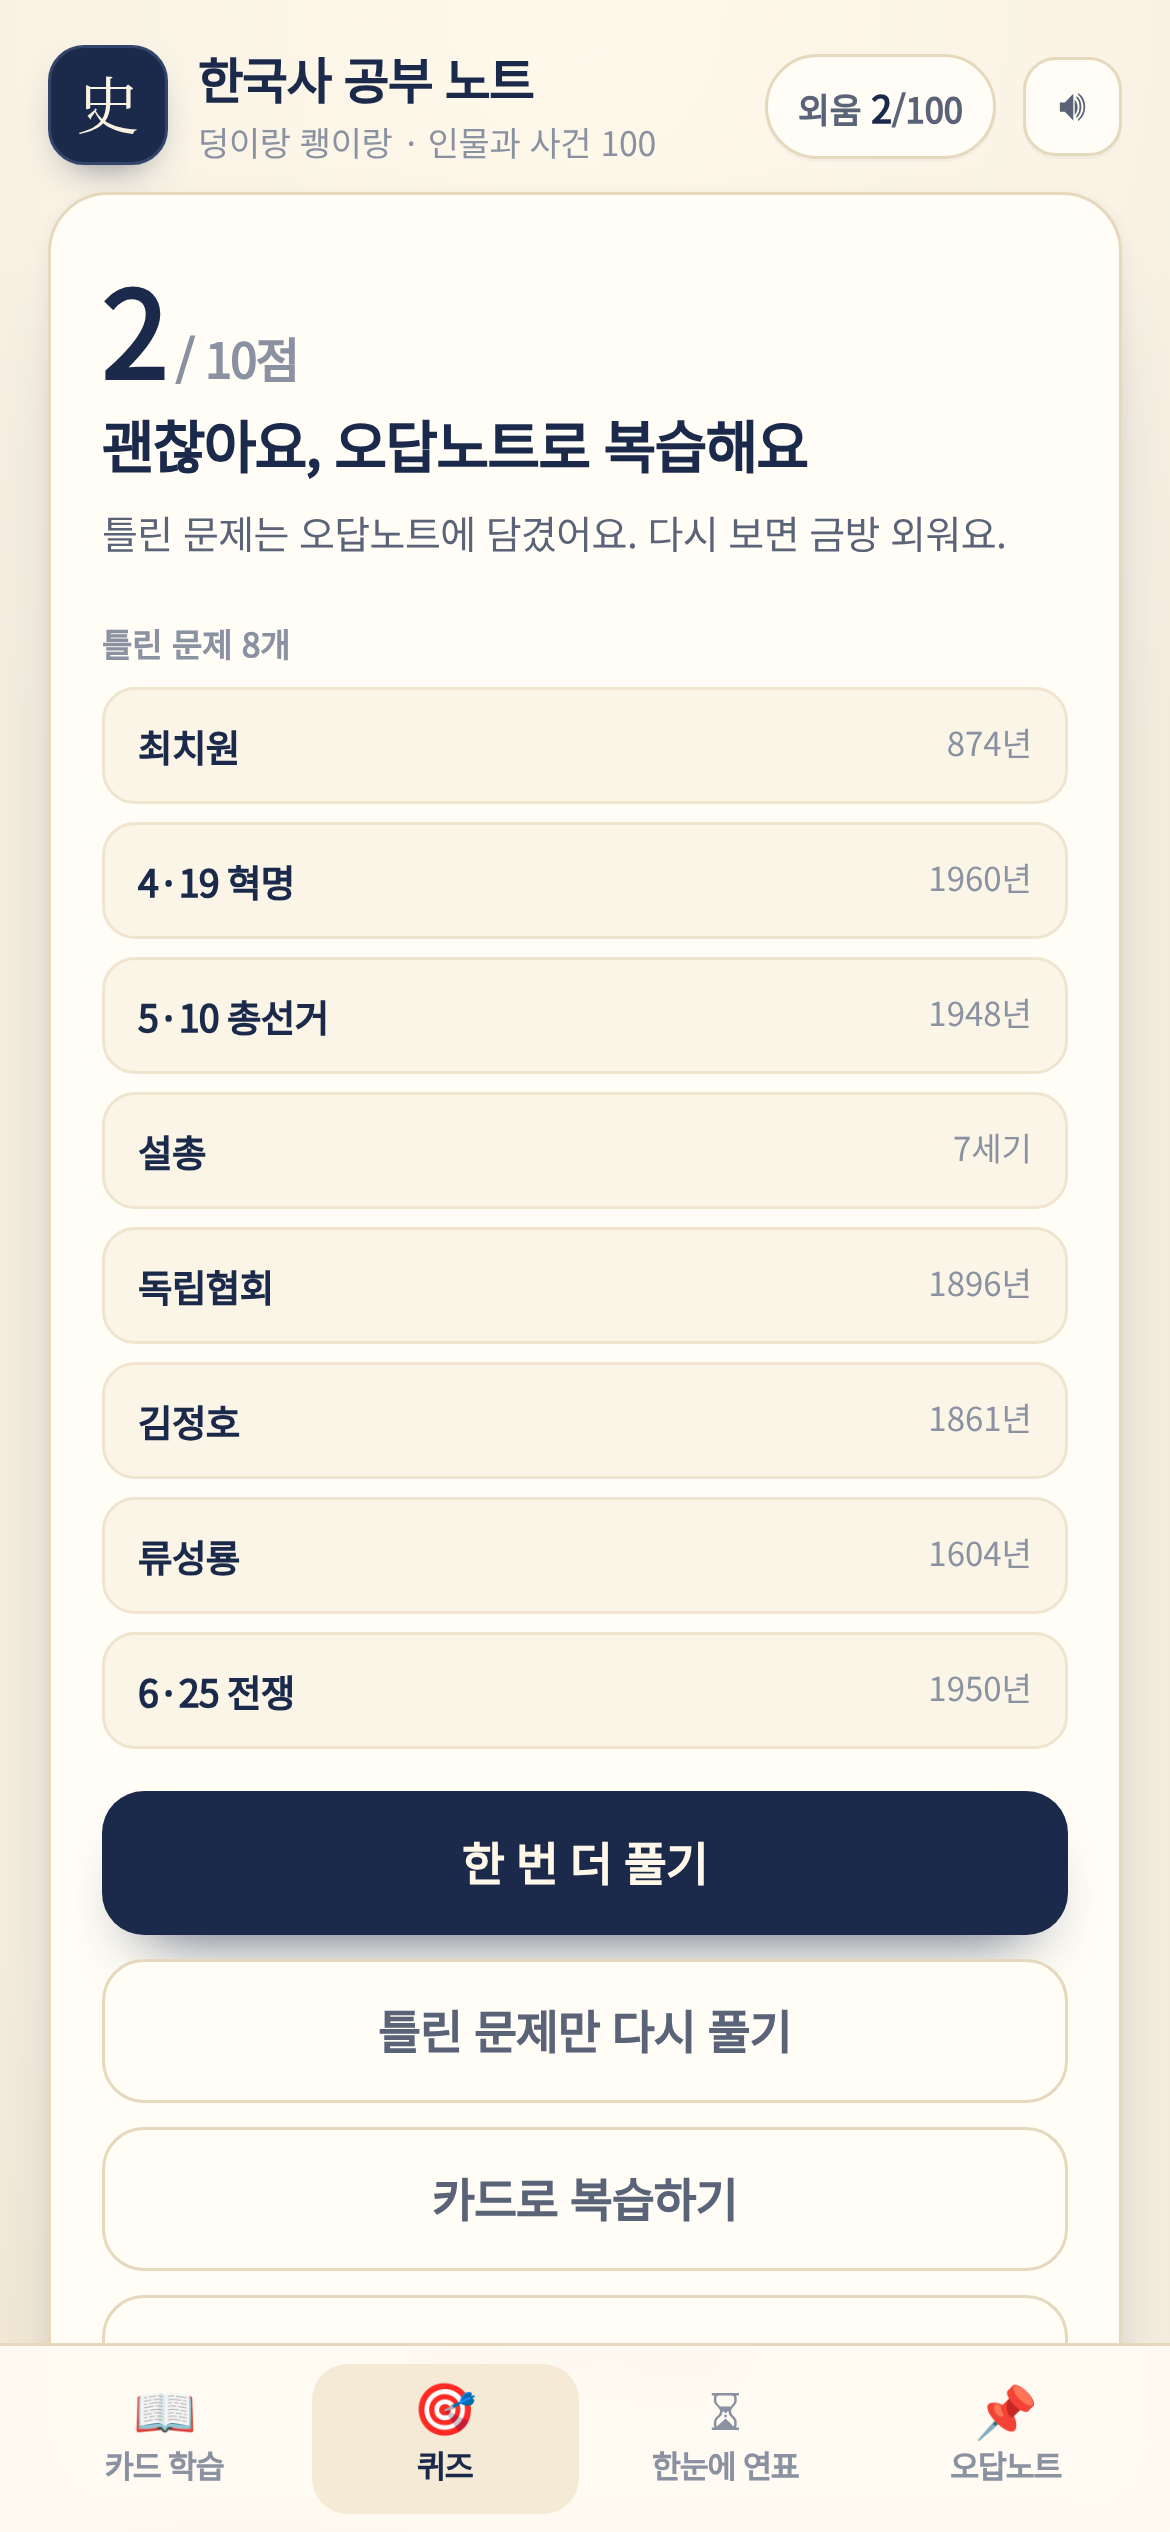 史
한국사 공부 노트
덩이랑 쾡이랑 · 인물과 사건 100
외움 2/100
2 / 10점
괜찮아요, 오답노트로 복습해요
틀린 문제는 오답노트에 담겼어요. 다시 보면 금방 외워요.
틀린 문제 8개
최치원 874년
4·19 혁명 1960년
5·10 총선거 1948년
설총 7세기
독립협회 1896년
김정호 1861년
류성룡 1604년
6·25 전쟁 1950년
한 번 더 풀기
틀린 문제만 다시 풀기
카드로 복습하기
카드 학습
퀴즈
한눈에 연표
오답노트